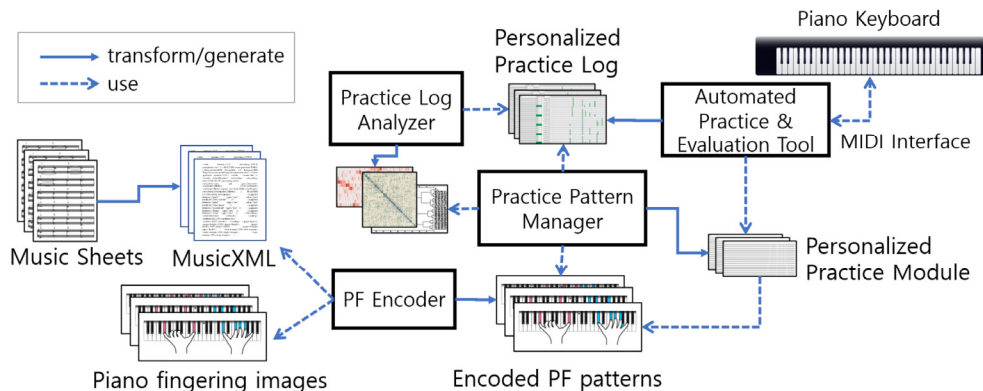 transform/generate
use
Personalized
Practice Log
Piano Keyboard
Practice Log
Analyzer
Automated
Practice &
Evaluation Tool
MIDI Interface
Music Sheets
MusicXML
Practice Pattern
Manager
Personalized
Practice Module
PF Encoder
Piano fingering images
Encoded PF patterns